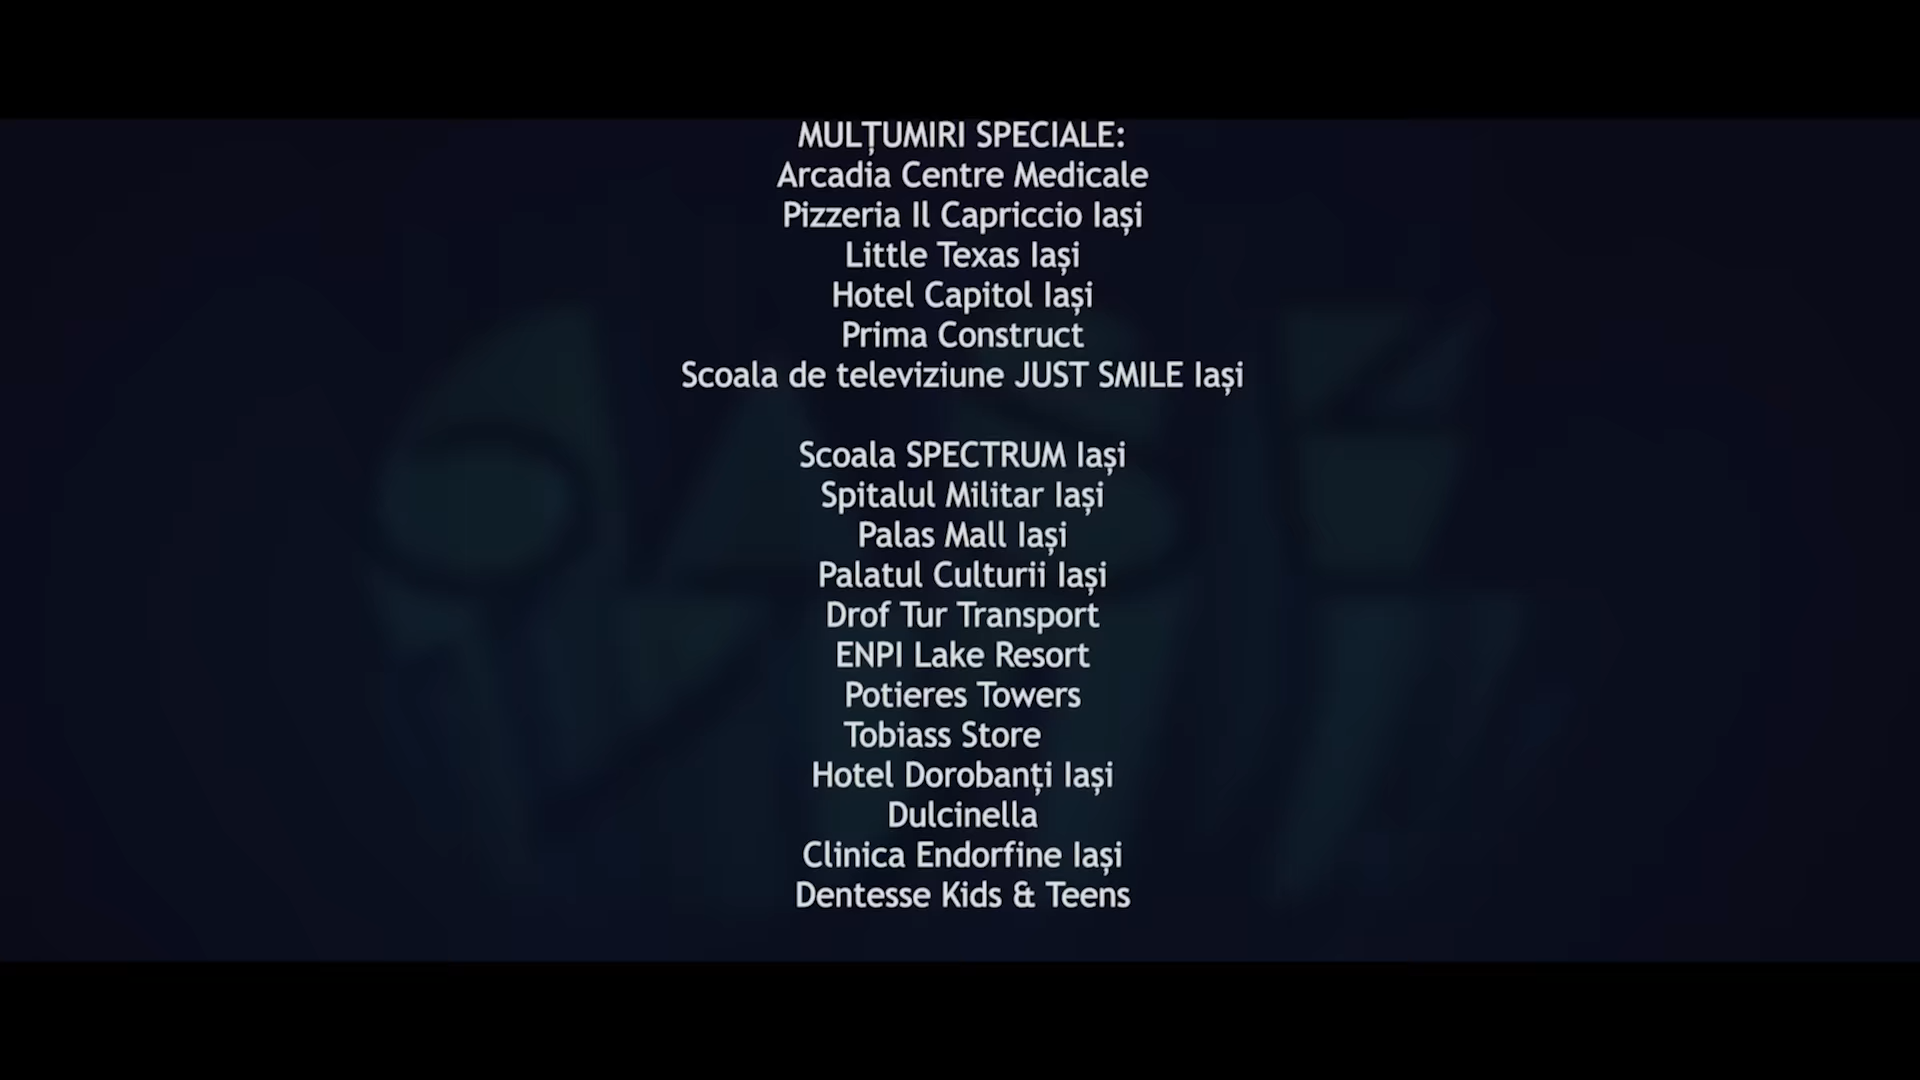 MULȚUMIRI SPECIALE:
Arcadia Centre Medicale
Pizzeria Il Capriccio Iași
Little Texas Iași
Hotel Capitol Iași
Prima Construct
Scoala de televiziune JUST SMILE Iași
Scoala SPECTRUM Iași
Spitalul Militar Iași
Palas Mall Iași
Palatul Culturii Iași
Drof Tur Transport
ENPI Lake Resort
Potieres Towers
Tobiass Store
Hotel Dorobanți Iași
Dulcinella
Clinica Endorfine Iași
Dentesse Kids & Teens